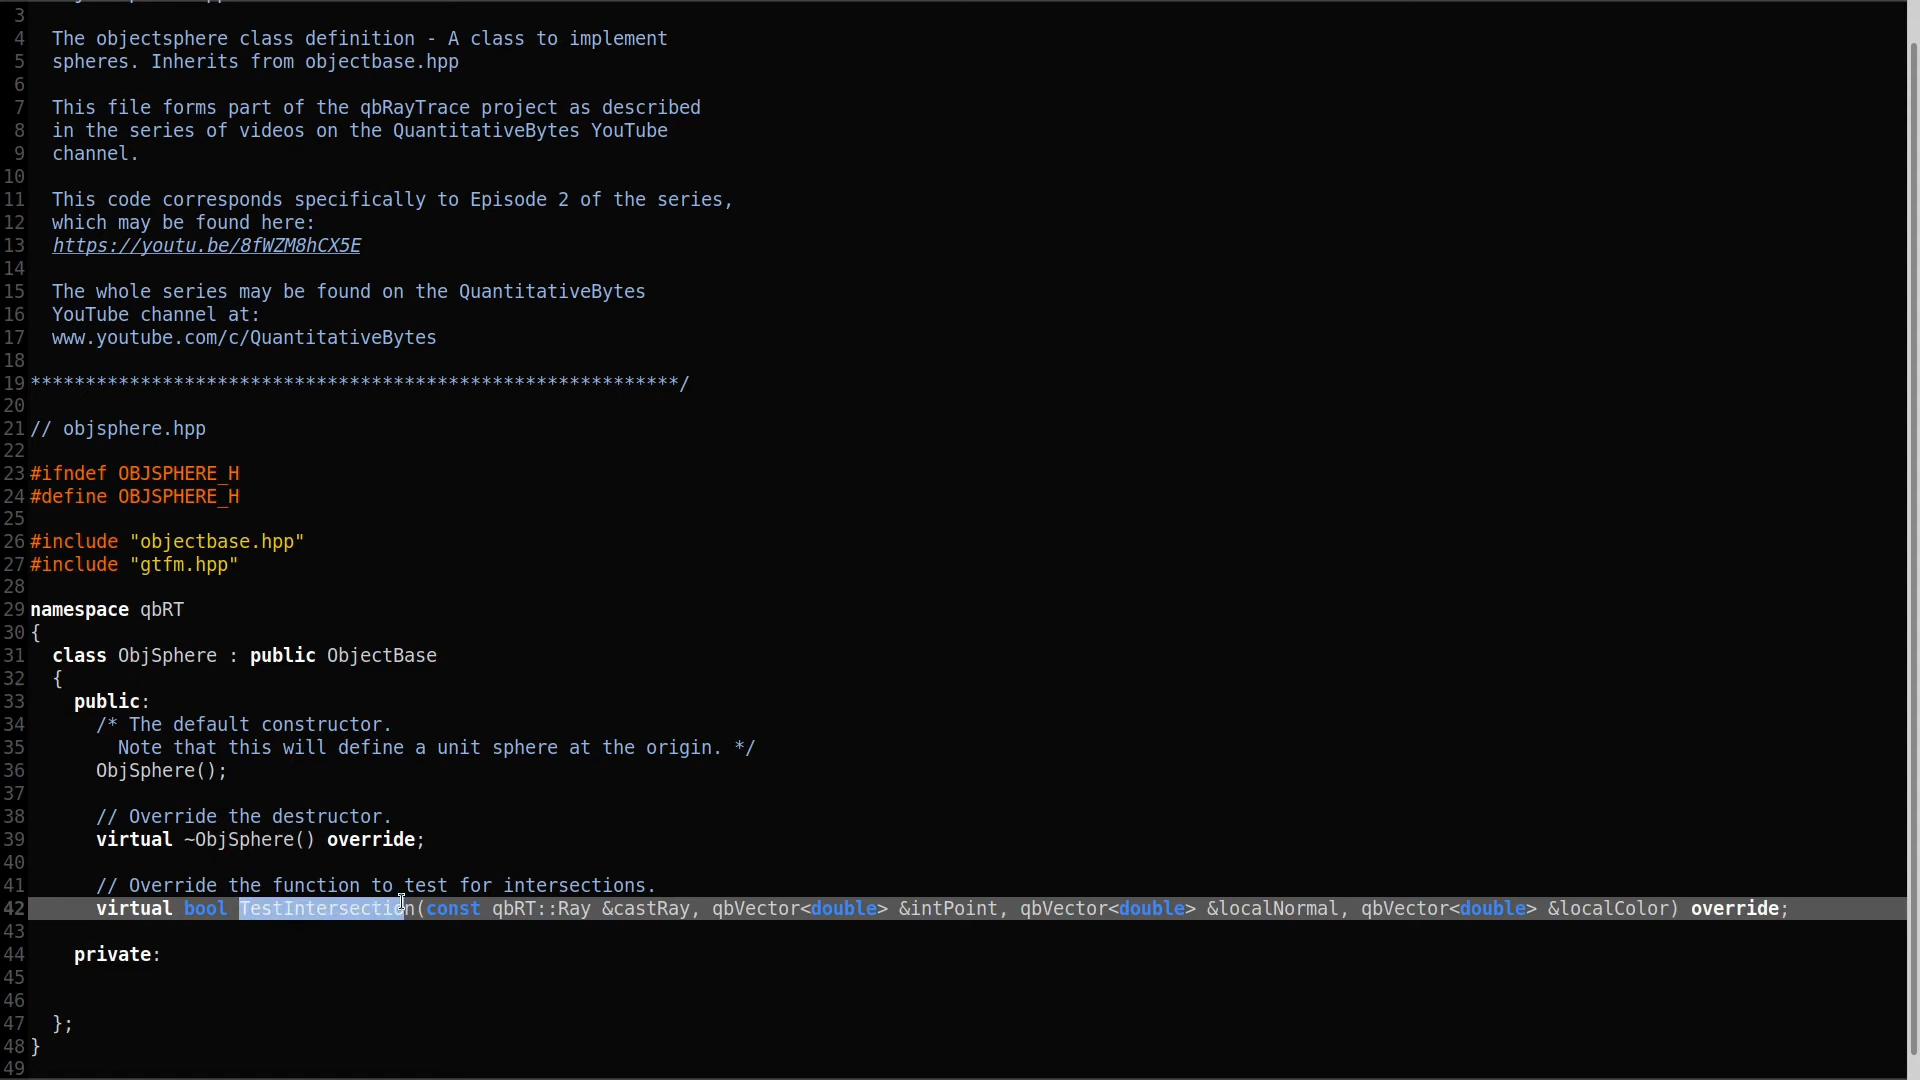 3
4   The objectsphere class definition - A class to implement
5   spheres. Inherits from objectbase.hpp
6
7   This file forms part of the qbRayTrace project as described
8   in the series of videos on the QuantitativeBytes YouTube
9   channel.
10
11   This code corresponds specifically to Episode 2 of the series,
12   which may be found here:
13   https://youtu.be/8fWZM8hCX5E
14
15   The whole series may be found on the QuantitativeBytes
16   YouTube channel at:
17   www.youtube.com/c/QuantitativeBytes
18
19 ***********************************************************/
20
21 // objsphere.hpp
22
23 #ifndef OBJSPHERE_H
24 #define OBJSPHERE_H
25
26 #include "objectbase.hpp"
27 #include "gtfm.hpp"
28
29 namespace qbRT
30 {
31   class ObjSphere : public ObjectBase
32   {
33     public:
34       /* The default constructor.
35         Note that this will define a unit sphere at the origin. */
36       ObjSphere();
37
38       // Override the destructor.
39       virtual ~ObjSphere() override;
40
41       // Override the function to test for intersections.
42       virtual bool TestIntersection(const qbRT::Ray &castRay, qbVector<double> &intPoint, qbVector<double> &localNormal, qbVector<double> &localColor) override;
43
44     private:
45
46
47   };
48 }
49